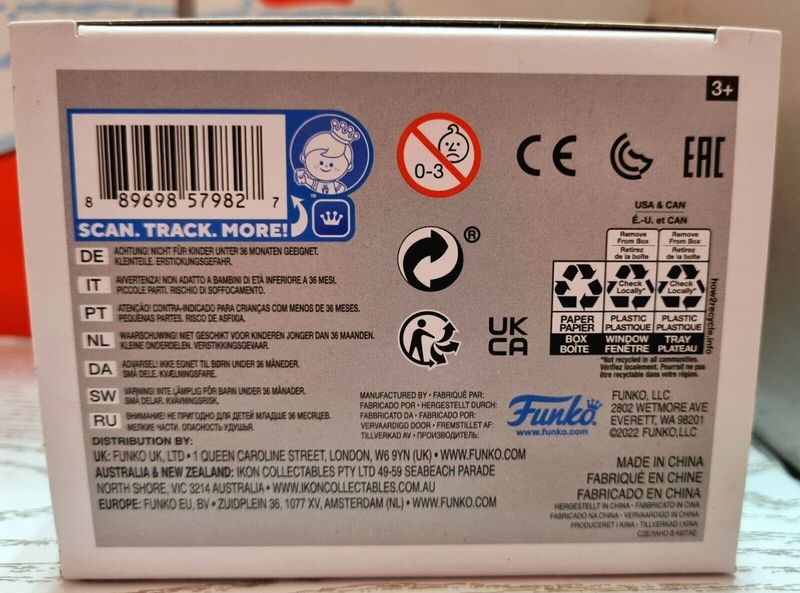 3+
8 89698 57982 7
™
SCAN. TRACK. MORE!
0-3
CE
EAC
®
UK
CA
USA & CAN
É.-U. et CAN
Remove From Box
Retirez de la boîte
Remove From Box
Retirez de la boîte
Check Locally*
Check Locally*
PAPER
PAPIER
PLASTIC
PLASTIQUE
PLASTIC
PLASTIQUE
BOX
BOÎTE
WINDOW
FENÊTRE
TRAY
PLATEAU
how2recycle.info
*Not recycled in all communities.
Vérifiez localement. Pourrait ne pas
être recyclable dans votre région.
DE ACHTUNG! NICHT FÜR KINDER UNTER 36 MONATEN GEEIGNET.
KLEINTEILE. ERSTICKUNGSGEFAHR.
IT AVVERTENZA! NON ADATTO A BAMBINI DI ETÀ INFERIORE A 36 MESI.
PICCOLE PARTI. RISCHIO DI SOFFOCAMENTO.
PT ATENÇÃO! CONTRA-INDICADO PARA CRIANÇAS COM MENOS DE 36 MESES.
PEQUENAS PARTES. RISCO DE ASFIXIA.
NL WAARSCHUWING! NIET GESCHIKT VOOR KINDEREN JONGER DAN 36 MAANDEN.
KLEINE ONDERDELEN. VERSTIKKINGSGEVAAR.
DA ADVARSEL! IKKE EGNET TIL BØRN UNDER 36 MÅNEDER.
SMÅ DELE. KVÆLNINGSFARE.
SW VARNING! INTE LÄMPLIG FÖR BARN UNDER 36 MÅNADER.
SMÅ DELAR. KVÄVNINGSRISK.
RU ВНИМАНИЕ! НЕ ПРИГОДНО ДЛЯ ДЕТЕЙ МЛАДШЕ 36 МЕСЯЦЕВ.
МЕЛКИЕ ЧАСТИ. ОПАСНОСТЬ УДУШЬЯ.
MANUFACTURED BY • FABRIQUÉ PAR:
FABRICADO POR • HERGESTELLT DURCH:
FABBRICATO DA • FABRICADO POR:
VERVAARDIGD DOOR • FREMSTILLET AF:
TILLVERKAD AV • ПРОИЗВОДИТЕЛЬ:
Funko®
www.funko.com
FUNKO, LLC
2802 WETMORE AVE
EVERETT, WA 98201
©2022 FUNKO, LLC
DISTRIBUTION BY:
UK: FUNKO UK, LTD • 1 QUEEN CAROLINE STREET, LONDON, W6 9YN (UK) • WWW.FUNKO.COM
AUSTRALIA & NEW ZEALAND: IKON COLLECTABLES PTY LTD 49-59 SEABEACH PARADE
NORTH SHORE, VIC 3214 AUSTRALIA • WWW.IKONCOLLECTABLES.COM.AU
EUROPE: FUNKO EU, BV • ZUIDPLEIN 36, 1077 XV, AMSTERDAM (NL) • WWW.FUNKO.COM
MADE IN CHINA
FABRIQUÉ EN CHINE
FABRICADO EN CHINA
HERGESTELLT IN CHINA • FABBRICATO IN CINA
FABRICADO NA CHINA • VERVAARDIGD IN CHINA
PRODUCERET I KINA • TILLVERKAD I KINA
СДЕЛАНО В КИТАЕ